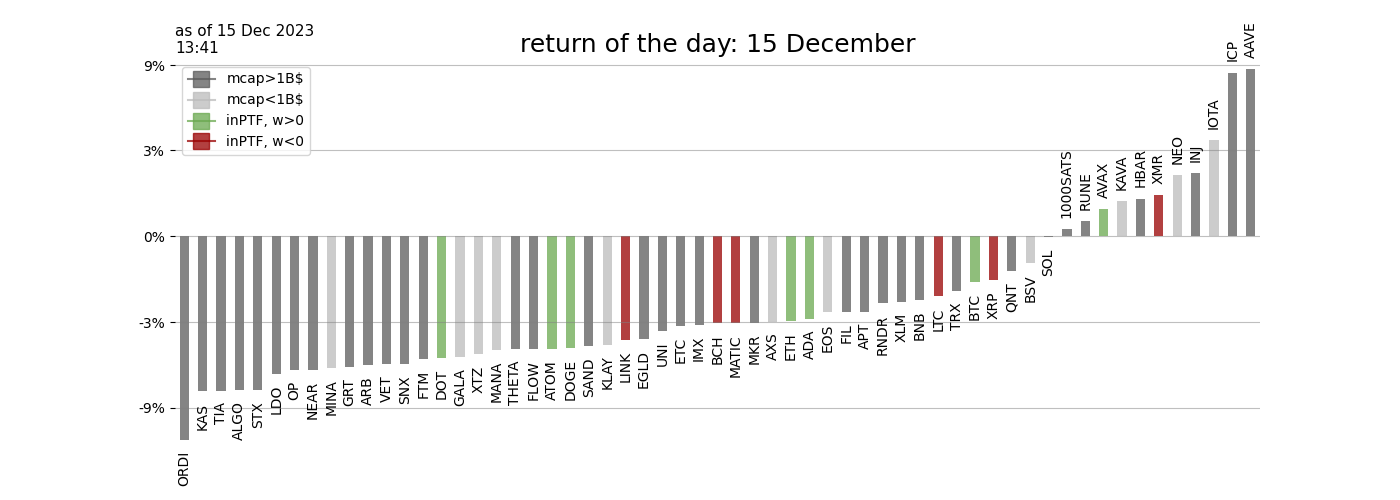 as of 15 Dec 2023
13:41
return of the day: 15 December
9%
3%
0%
-3%
-9%
mcap>1B$
mcap<1B$
inPTF, w>0
inPTF, w<0
ORDI
KAS
TIA
ALGO
STX
LDO
OP
NEAR
MINA
GRT
ARB
VET
SNX
FTM
DOT
GALA
XTZ
MANA
THETA
FLOW
ATOM
DOGE
SAND
KLAY
LINK
EGLD
UNI
ETC
IMX
BCH
MATIC
MKR
AXS
ETH
ADA
EOS
FIL
APT
RNDR
XLM
BNB
LTC
TRX
BTC
XRP
QNT
BSV
SOL
1000SATS
RUNE
AVAX
KAVA
HBAR
XMR
NEO
INJ
IOTA
ICP
AAVE